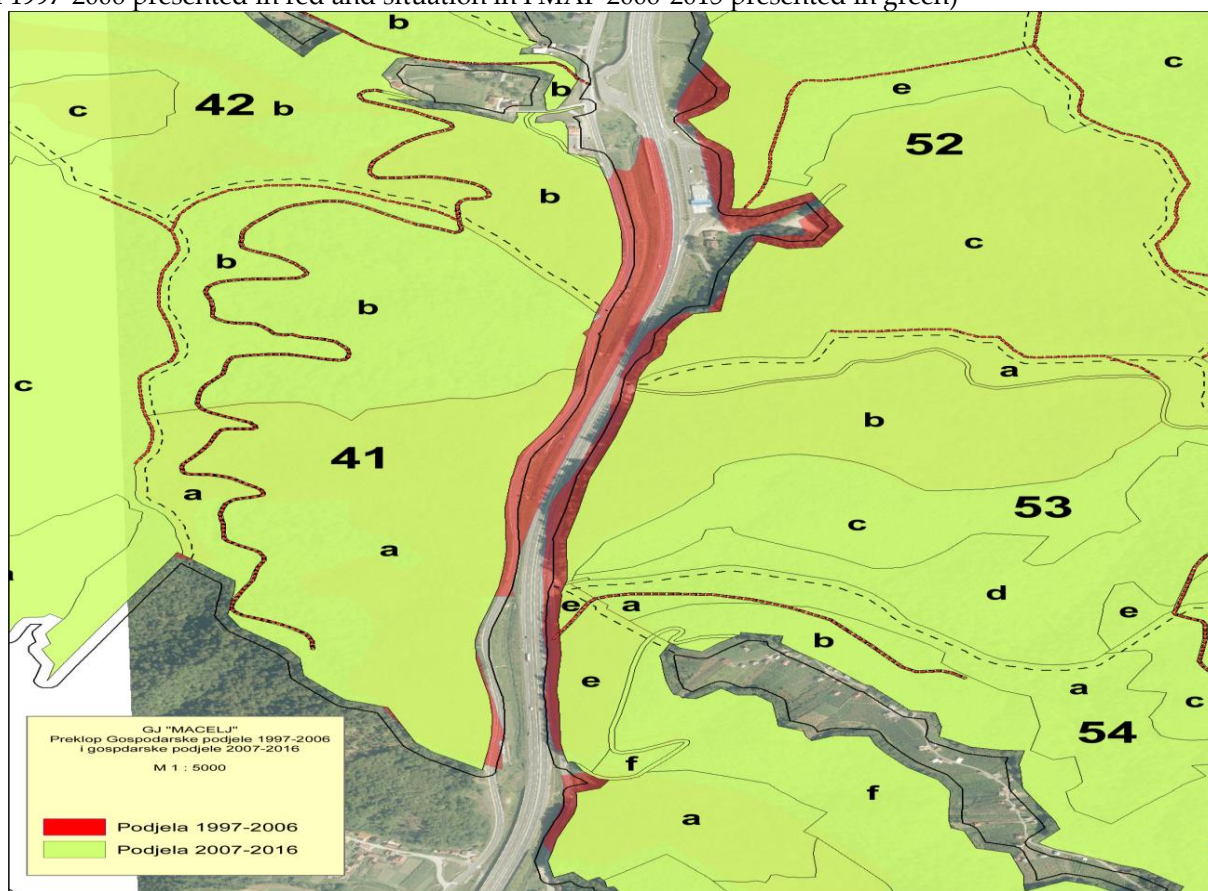 1997-2006 presented in red and situation in FMAP 2006-2015 presented in green)
b
c
c
42
b
b
e
52
b
c
b
b
c
a
b
41
a
c
53
a
d
e
a
e
b
e
a
c
54
f
f
a
GJ "MACELJ"
Preklop Gospodarske podjele 1997-2006
i gospdarske podjele 2007-2016
M 1 : 5000
Podjela 1997-2006
Podjela 2007-2016